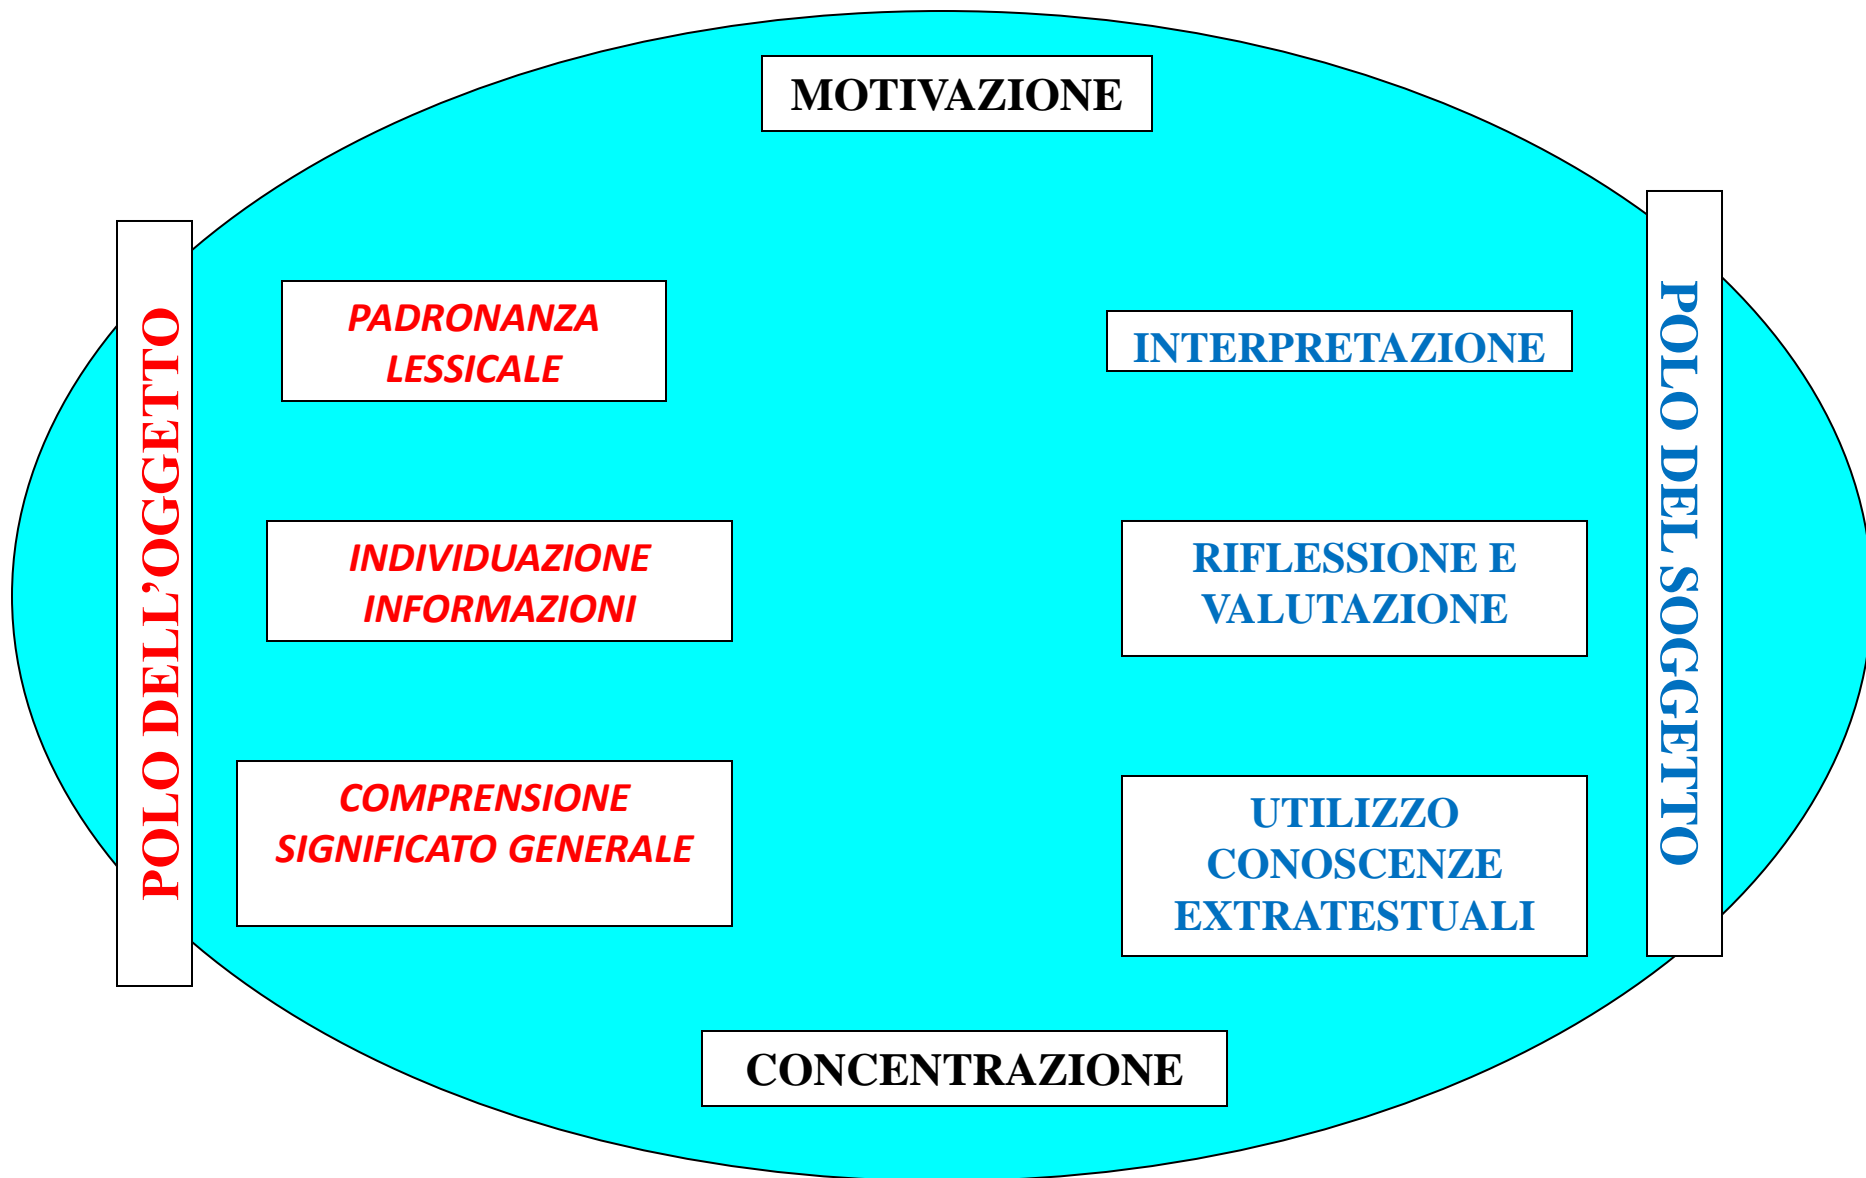 MOTIVAZIONE
POLO DELL’OGGETTO
PADRONANZA
LESSICALE
INDIVIDUAZIONE
INFORMAZIONI
COMPRENSIONE
SIGNIFICATO GENERALE
INTERPRETAZIONE
RIFLESSIONE E
VALUTAZIONE
UTILIZZO
CONOSCENZE
EXTRATESTUALI
POLO DEL SOGGETTO
CONCENTRAZIONE